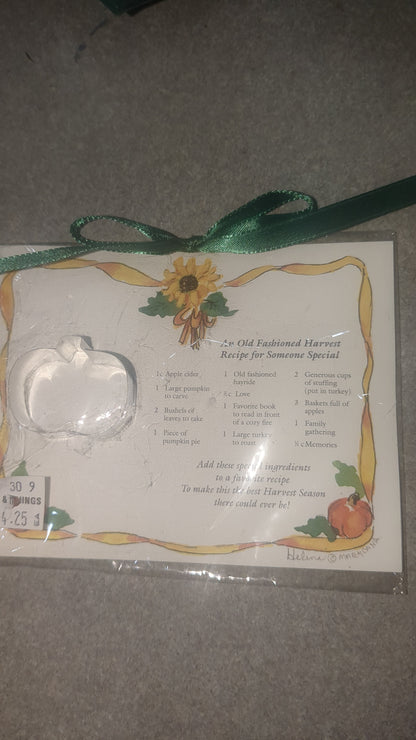 An Old Fashioned Harvest
Recipe for Someone Special
1c Apple cider
1 Large pumpkin
to carve
2 Bushels of
leaves to rake
1 Piece of
pumpkin pie
1 Old fashioned
hayride
Love
1 Favorite book
to read in front
of a cozy fire
1 Large turkey
to roast
2 Generous cups
of stuffing
(put in turkey)
3 Baskets full of
apples
1 Family
gathering
Memories
Add these special ingredients
to a favorite recipe
To make this the best Harvest Season
there could ever be!
30 9
4.25
Helena ©